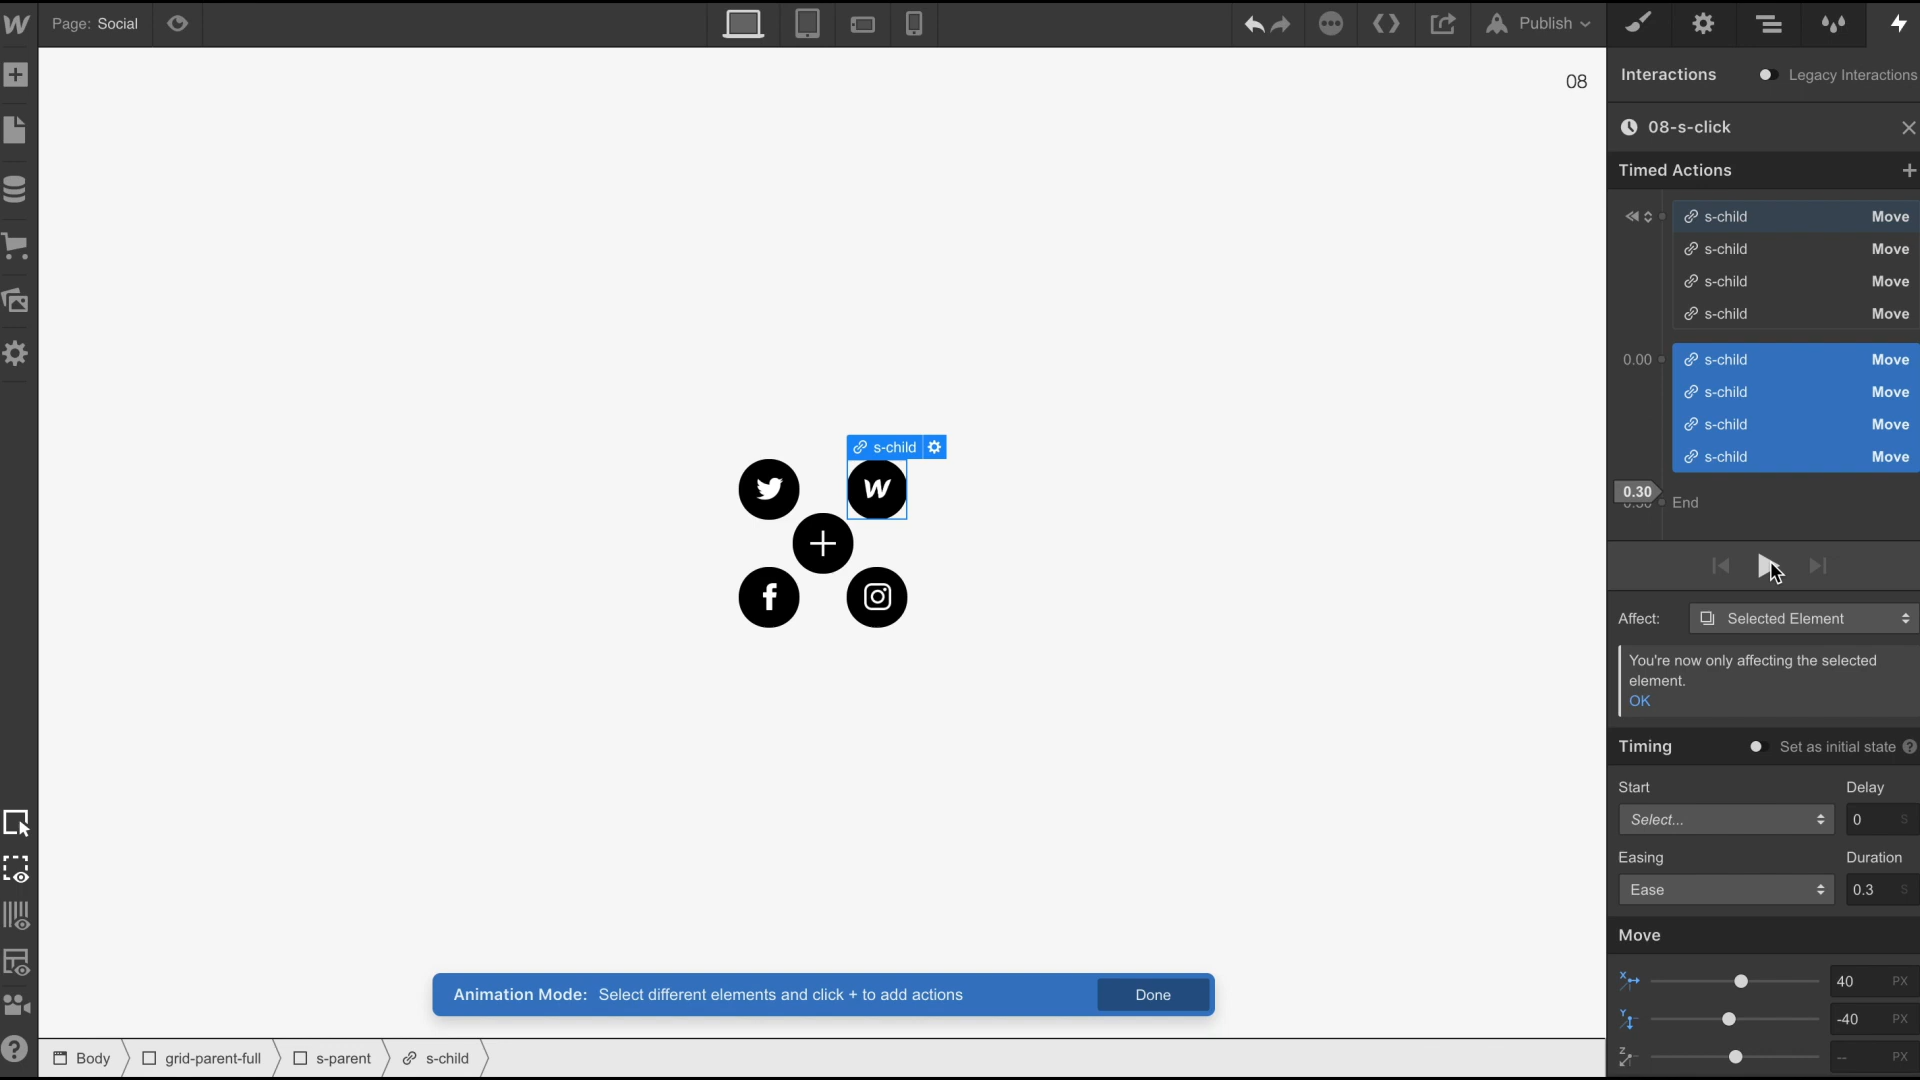 Page: Social
Publish
08
Interactions
Legacy Interactions
08-s-click
Timed Actions
s-child Move
s-child Move
s-child Move
s-child Move
0.00
s-child Move
s-child Move
s-child Move
s-child Move
0.30
End
s-child
Affect:
Selected Element
You're now only affecting the selected
element.
OK
Timing
Set as initial state
Start
Delay
Select...
0 S
Easing
Duration
Ease
0.3 S
Move
X 40 PX
Y -40 PX
Z -- PX
Animation Mode: Select different elements and click + to add actions
Done
Body
grid-parent-full
s-parent
s-child